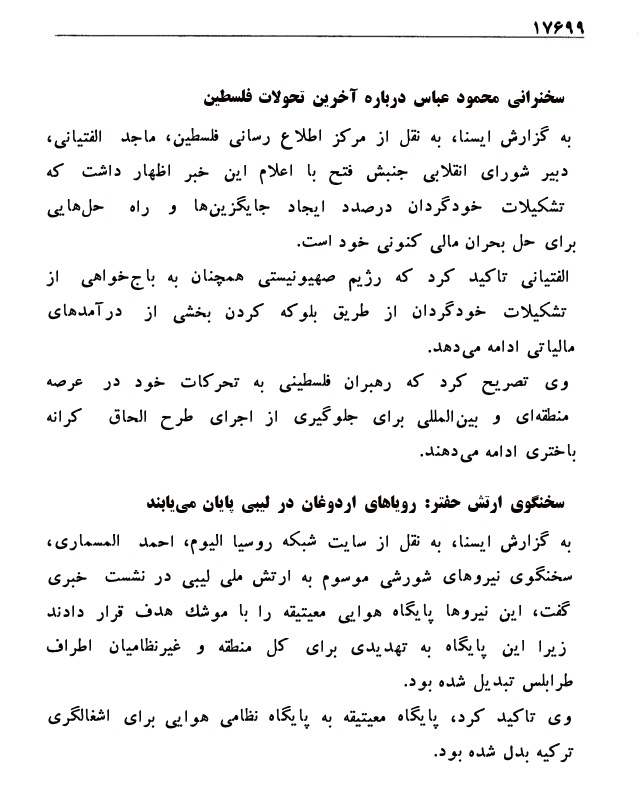 ۱۷۶۹۹
سخنرانی محمود عباس درباره آخرین تحولات فلسطین
به گزارش ایسنا، به نقل از مرکز اطلاع رسانی فلسطین، ماجد الفتیانی،
دبیر شورای انقلابی جنبش فتح با اعلام این خبر اظهار داشت که
تشکیلات خودگردان درصدد ایجاد جایگزین‌ها و راه حل‌هایی
برای حل بحران مالی کنونی خود است.
الفتیانی تاکید کرد که رژیم صهیونیستی همچنان به باج‌خواهی از
تشکیلات خودگردان از طریق بلوکه کردن بخشی از درآمدهای
مالیاتی ادامه می‌دهد.
وی تصریح کرد که رهبران فلسطینی به تحرکات خود در عرصه
منطقه‌ای و بین‌المللی برای جلوگیری از اجرای طرح الحاق کرانه
باختری ادامه می‌دهند.
سخنگوی ارتش حفتر: رویاهای اردوغان در لیبی پایان می‌یابند
به گزارش ایسنا، به نقل از سایت شبکه روسیا الیوم، احمد المسماری،
سخنگوی نیروهای شورشی موسوم به ارتش ملی لیبی در نشست خبری
گفت، این نیروها پایگاه هوایی معیتیقه را با موشك هدف قرار دادند
زیرا این پایگاه به تهدیدی برای کل منطقه و غیرنظامیان اطراف
طرابلس تبدیل شده بود.
وی تاکید کرد، پایگاه معیتیقه به پایگاه نظامی هوایی برای اشغالگری
ترکیه بدل شده بود.